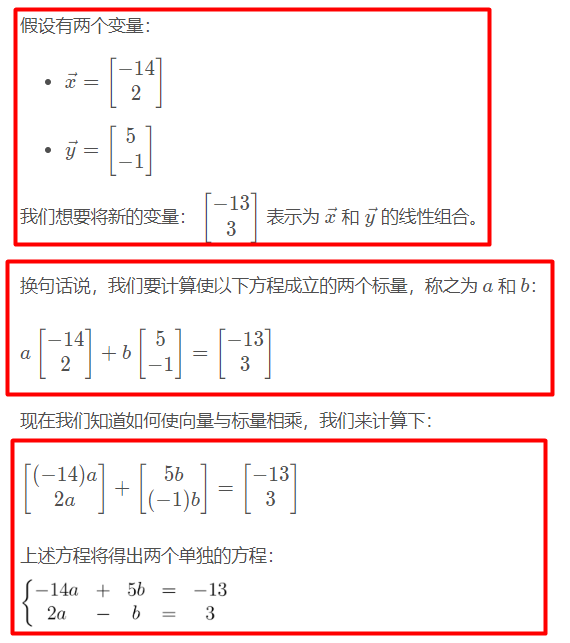 假设有两个变量：
• $\vec{x} = \begin{bmatrix} -14 \\ 2 \end{bmatrix}$
• $\vec{y} = \begin{bmatrix} 5 \\ -1 \end{bmatrix}$
我们想要将新的变量： $\begin{bmatrix} -13 \\ 3 \end{bmatrix}$ 表示为 $\vec{x}$ 和 $\vec{y}$ 的线性组合。
换句话说，我们要计算使以下方程成立的两个标量，称之为 $a$ 和 $b$：
$a \begin{bmatrix} -14 \\ 2 \end{bmatrix} + b \begin{bmatrix} 5 \\ -1 \end{bmatrix} = \begin{bmatrix} -13 \\ 3 \end{bmatrix}$
现在我们知道如何使向量与标量相乘，我们来计算下：
$\begin{bmatrix} (-14)a \\ 2a \end{bmatrix} + \begin{bmatrix} 5b \\ (-1)b \end{bmatrix} = \begin{bmatrix} -13 \\ 3 \end{bmatrix}$
上述方程将得出两个单独的方程：
$\begin{cases} -14a + 5b = -13 \\ 2a - b = 3 \end{cases}$